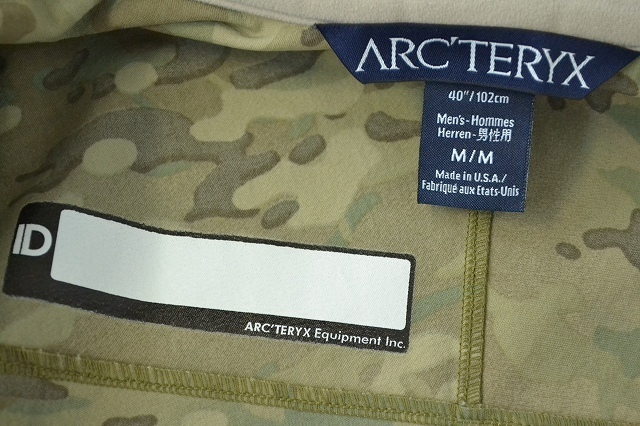 ARC'TERYX
40"/102cm
Men's-Hommes
Herren-男性用
M/M
Made in U.S.A./
Fabriqué aux Etats-Unis
ID
ARC'TERYX Equipment Inc.